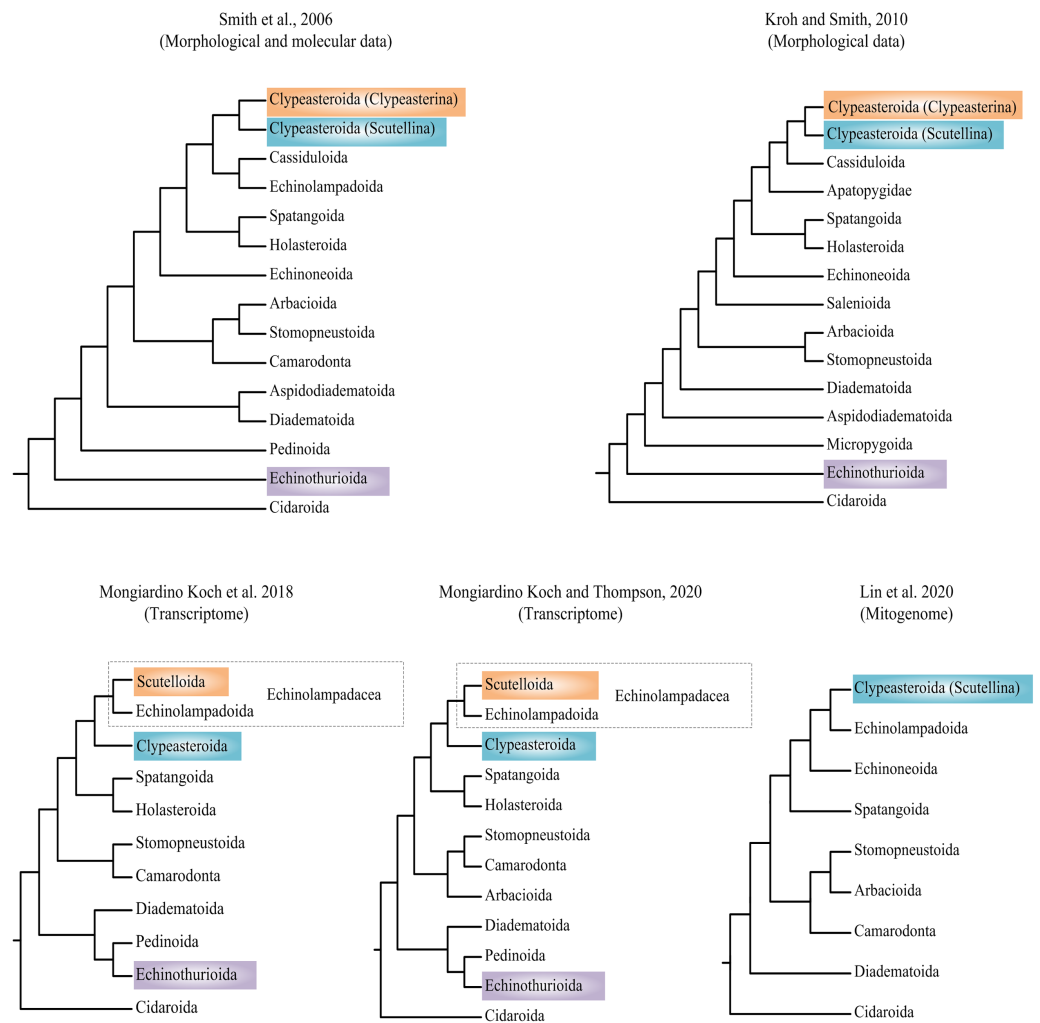 Smith et al., 2006
(Morphological and molecular data)
Clypeasteroida (Clypeasterina)
Clypeasteroida (Scutellina)
Cassiduloida
Echinolampadoida
Spatangoida
Holasteroida
Echinoneoida
Arbacioida
Stomopneustoida
Camarodonta
Aspidodiadematoida
Diadematoida
Pedinoida
Echinothurioida
Cidaroida
Kroh and Smith, 2010
(Morphological data)
Clypeasteroida (Clypeasterina)
Clypeasteroida (Scutellina)
Cassiduloida
Apatopygidae
Spatangoida
Holasteroida
Echinoneoida
Salenioida
Arbacioida
Stomopneustoida
Diadematoida
Aspidodiadematoida
Micropygoida
Echinothurioida
Cidaroida
Mongiardino Koch et al. 2018
(Transcriptome)
Scutelloida
Echinolampadacea
Echinolampadoida
Clypeasteroida
Spatangoida
Holasteroida
Stomopneustoida
Camarodonta
Diadematoida
Pedinoida
Echinothurioida
Cidaroida
Mongiardino Koch and Thompson, 2020
(Transcriptome)
Scutelloida
Echinolampadacea
Echinolampadoida
Clypeasteroida
Spatangoida
Holasteroida
Stomopneustoida
Camarodonta
Arbacioida
Diadematoida
Pedinoida
Echinothurioida
Cidaroida
Lin et al. 2020
(Mitogenome)
Clypeasteroida (Scutellina)
Echinolampadoida
Echinoneoida
Spatangoida
Stomopneustoida
Arbacioida
Camarodonta
Diadematoida
Cidaroida